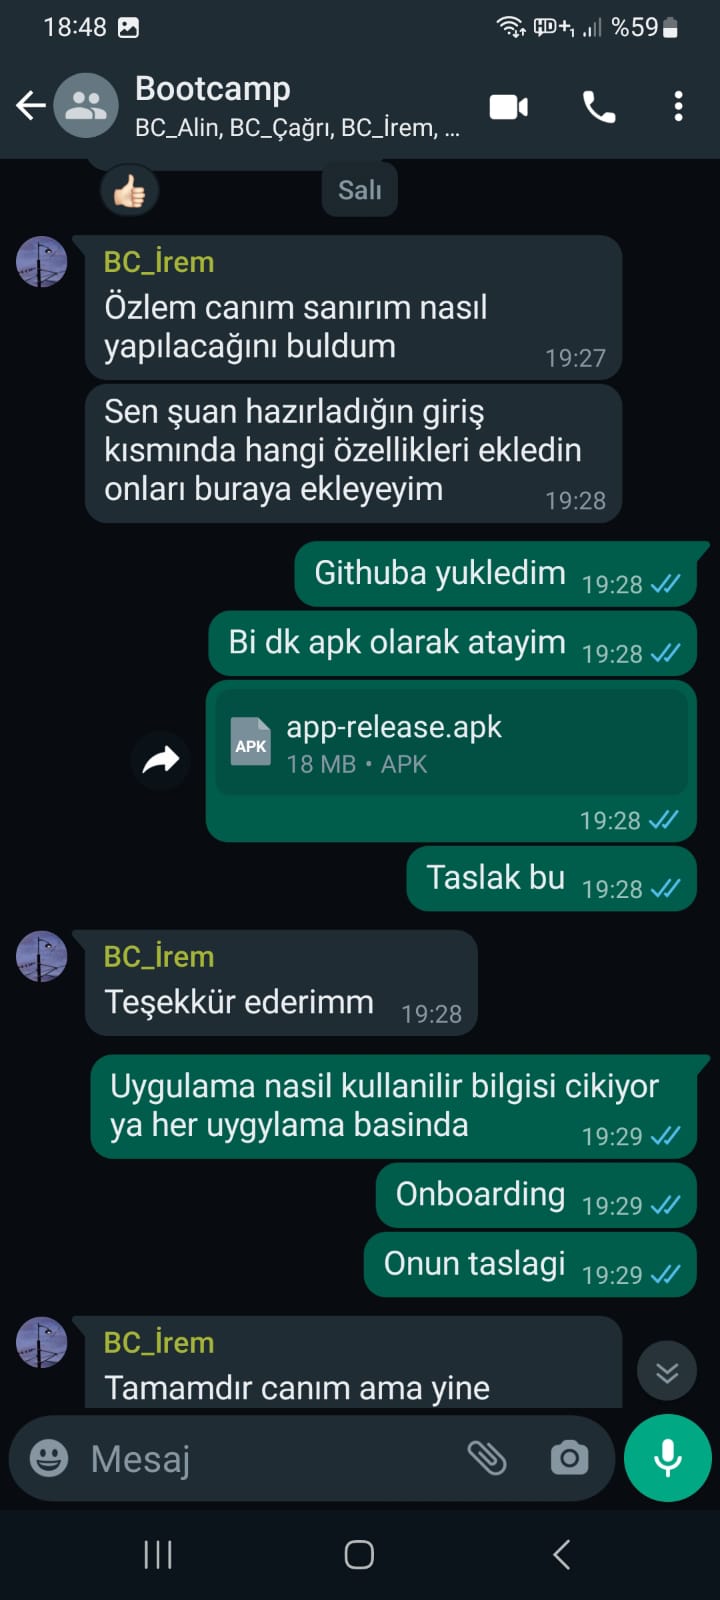 18:48
%59
Bootcamp
BC_Alin, BC_Çağrı, BC_İrem, ...
Salı
BC_İrem
Özlem canım sanırım nasıl
yapılacağını buldum
19:27
Sen şuan hazırladığın giriş
kısmında hangi özellikleri ekledin
onları buraya ekleyeyim
19:28
Githuba yukledim 19:28
Bi dk apk olarak atayim 19:28
APK
app-release.apk
18 MB • APK
19:28
Taslak bu 19:28
BC_İrem
Teşekkür ederimm 19:28
Uygulama nasil kullanilir bilgisi cikiyor
ya her uygylama basinda
19:29
Onboarding 19:29
Onun taslagi 19:29
BC_İrem
Tamamdır canım ama yine
Mesaj